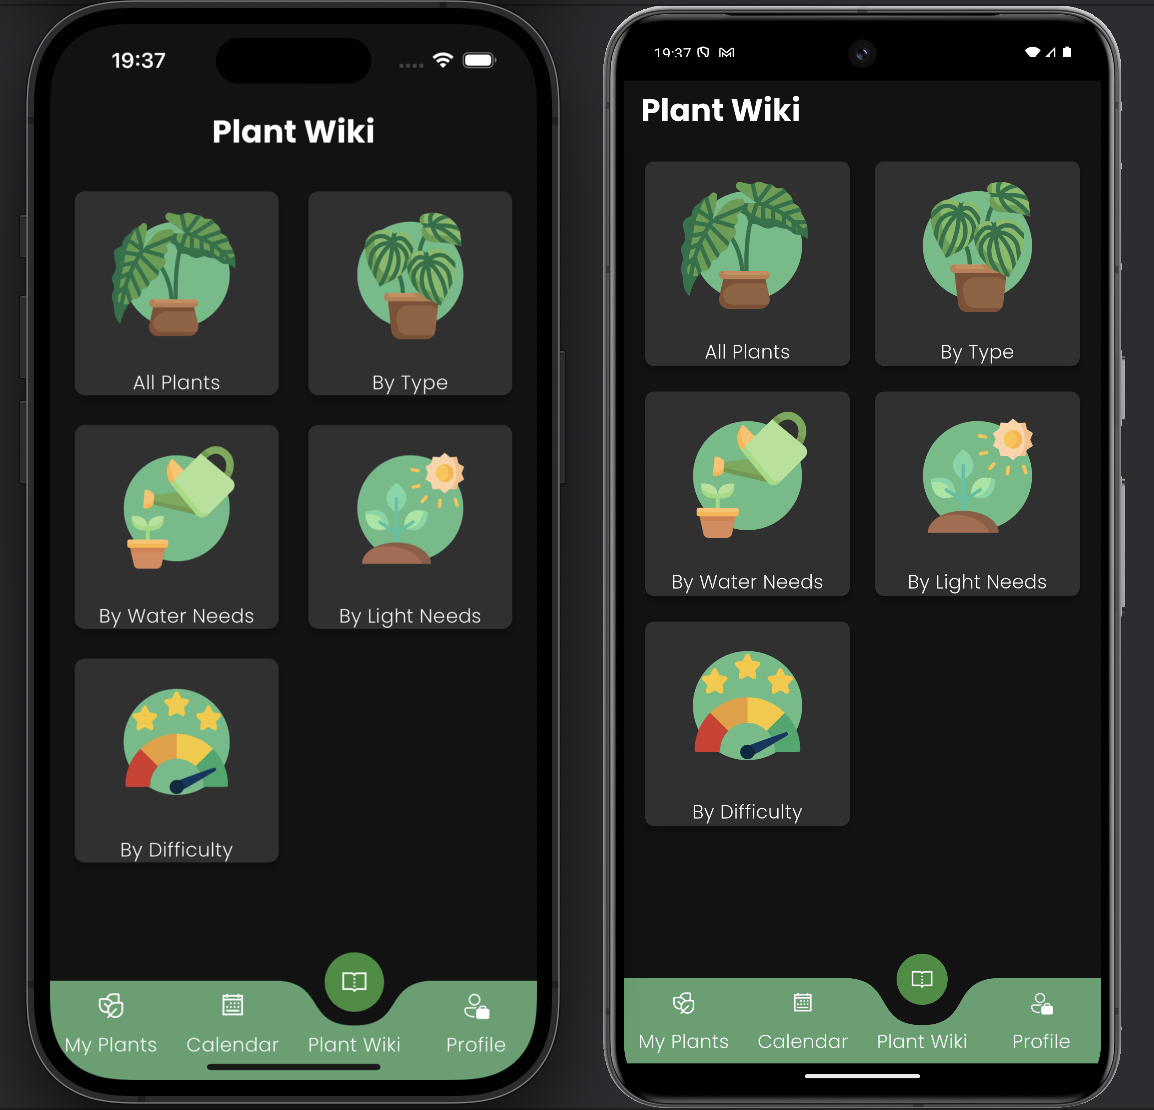 19:37
Plant Wiki
All Plants
By Type
By Water Needs
By Light Needs
By Difficulty
My Plants
Calendar
Plant Wiki
Profile
19:37
Plant Wiki
All Plants
By Type
By Water Needs
By Light Needs
By Difficulty
My Plants
Calendar
Plant Wiki
Profile